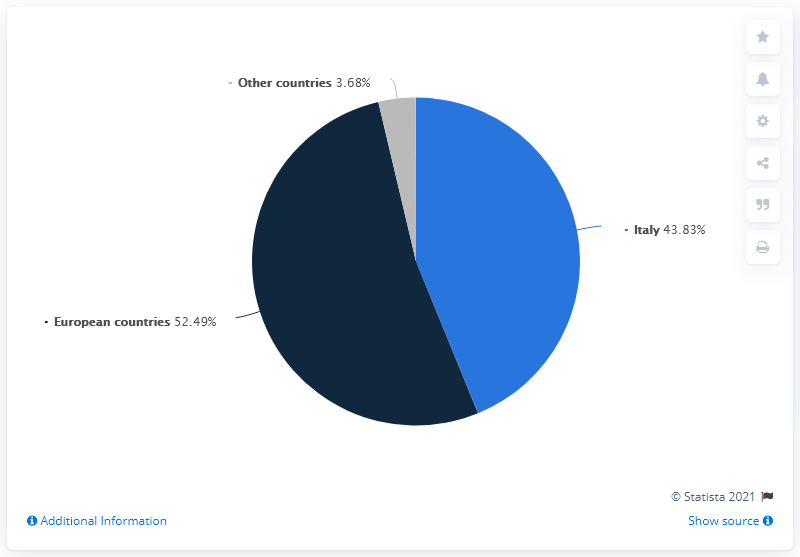 Other countries 3.68%
Italy 43.83%
European countries 52.49%
© Statista 2021
Additional Information
Show source